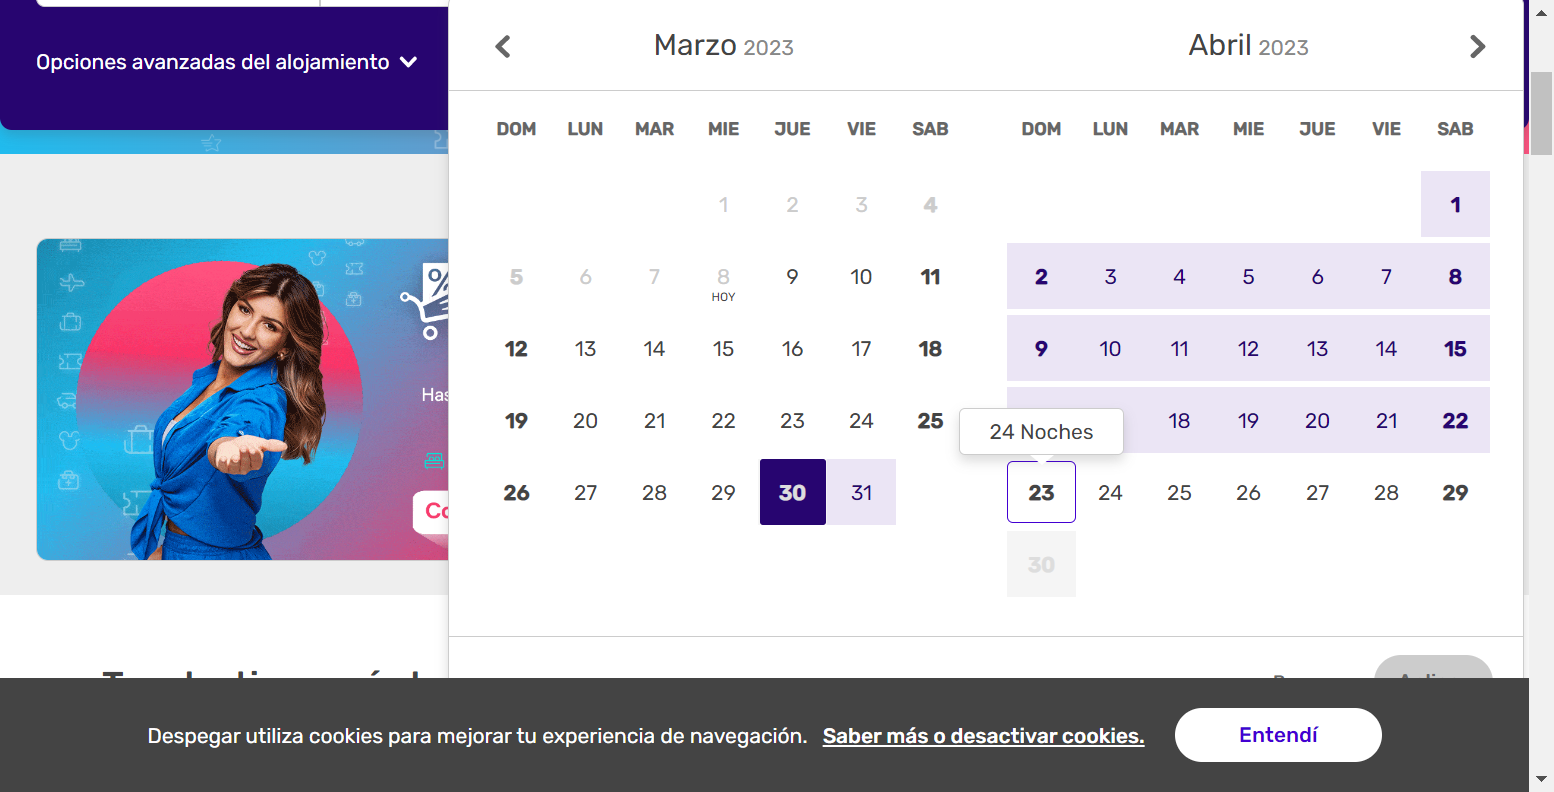 Opciones avanzadas del alojamiento
Marzo 2023
DOM LUN MAR MIE JUE VIE SAB
1 2 3 4
5 6 7 8 9 10 11
HOY
12 13 14 15 16 17 18
19 20 21 22 23 24 25
26 27 28 29 30 31
Abril 2023
DOM LUN MAR MIE JUE VIE SAB
1
2 3 4 5 6 7 8
9 10 11 12 13 14 15
18 19 20 21 22
24 Noches
23 24 25 26 27 28 29
30
%
Despegar utiliza cookies para mejorar tu experiencia de navegación. Saber más o desactivar cookies.
Entendí